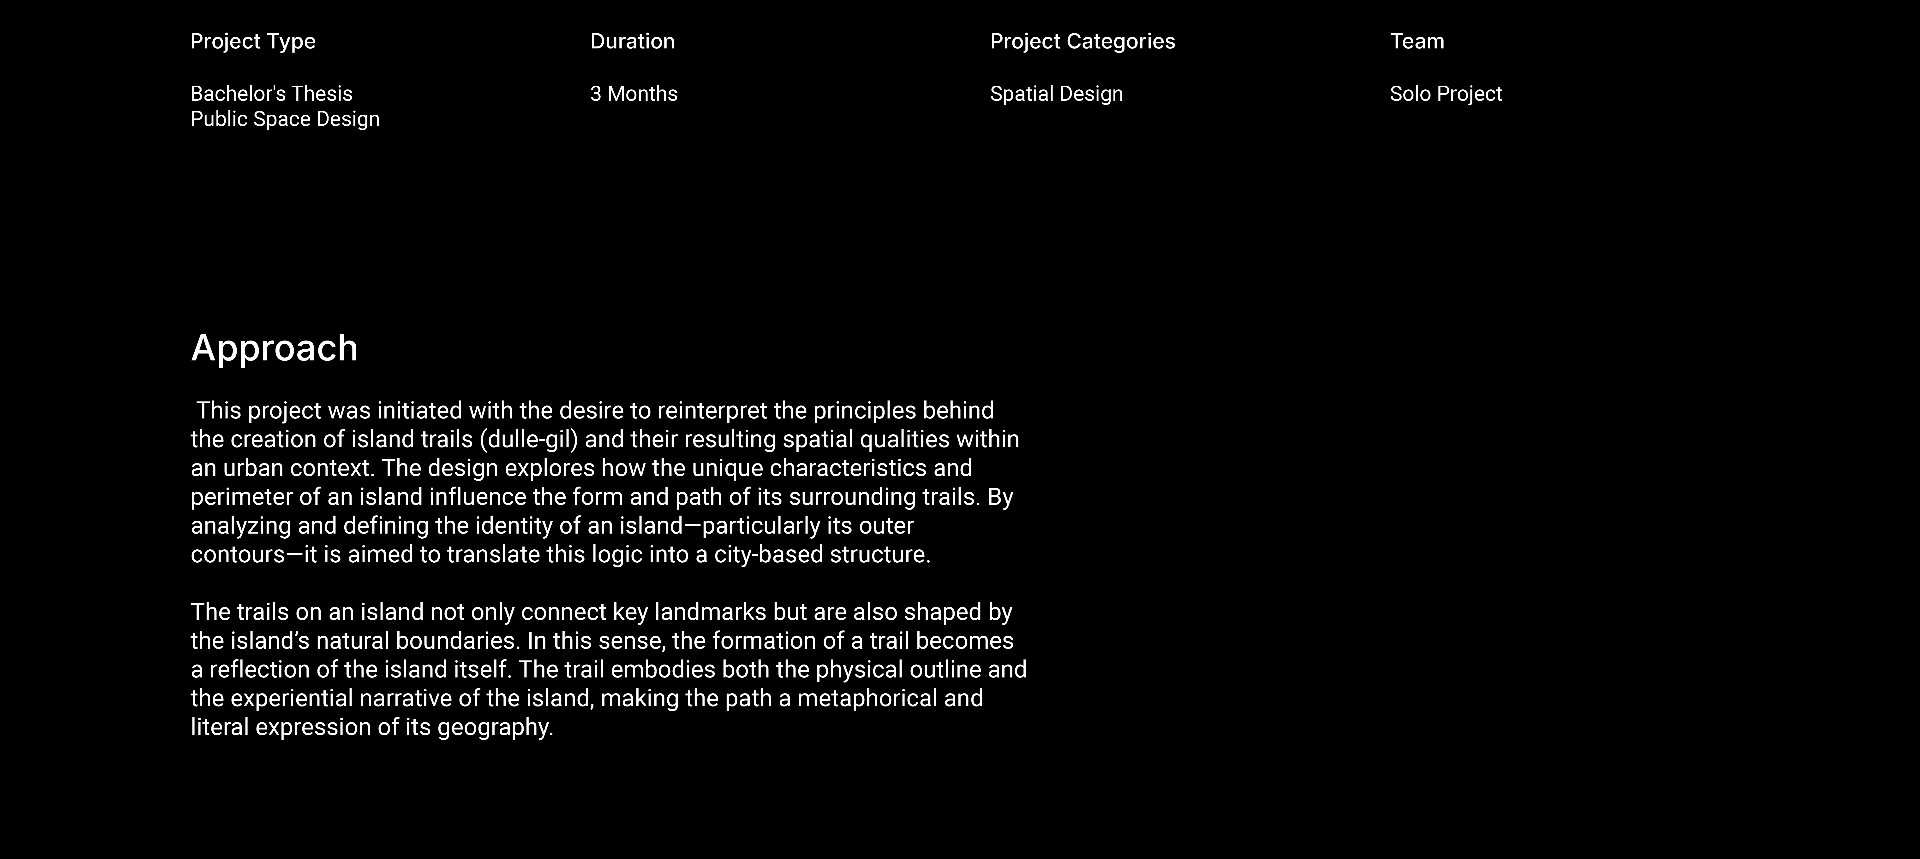 Project Type
Duration
Project Categories
Team
Bachelor's Thesis
Public Space Design
3 Months
Spatial Design
Solo Project
Approach
This project was initiated with the desire to reinterpret the principles behind
the creation of island trails (dulle-gil) and their resulting spatial qualities within
an urban context. The design explores how the unique characteristics and
perimeter of an island influence the form and path of its surrounding trails. By
analyzing and defining the identity of an island—particularly its outer
contours—it is aimed to translate this logic into a city-based structure.
The trails on an island not only connect key landmarks but are also shaped by
the island’s natural boundaries. In this sense, the formation of a trail becomes
a reflection of the island itself. The trail embodies both the physical outline and
the experiential narrative of the island, making the path a metaphorical and
literal expression of its geography.